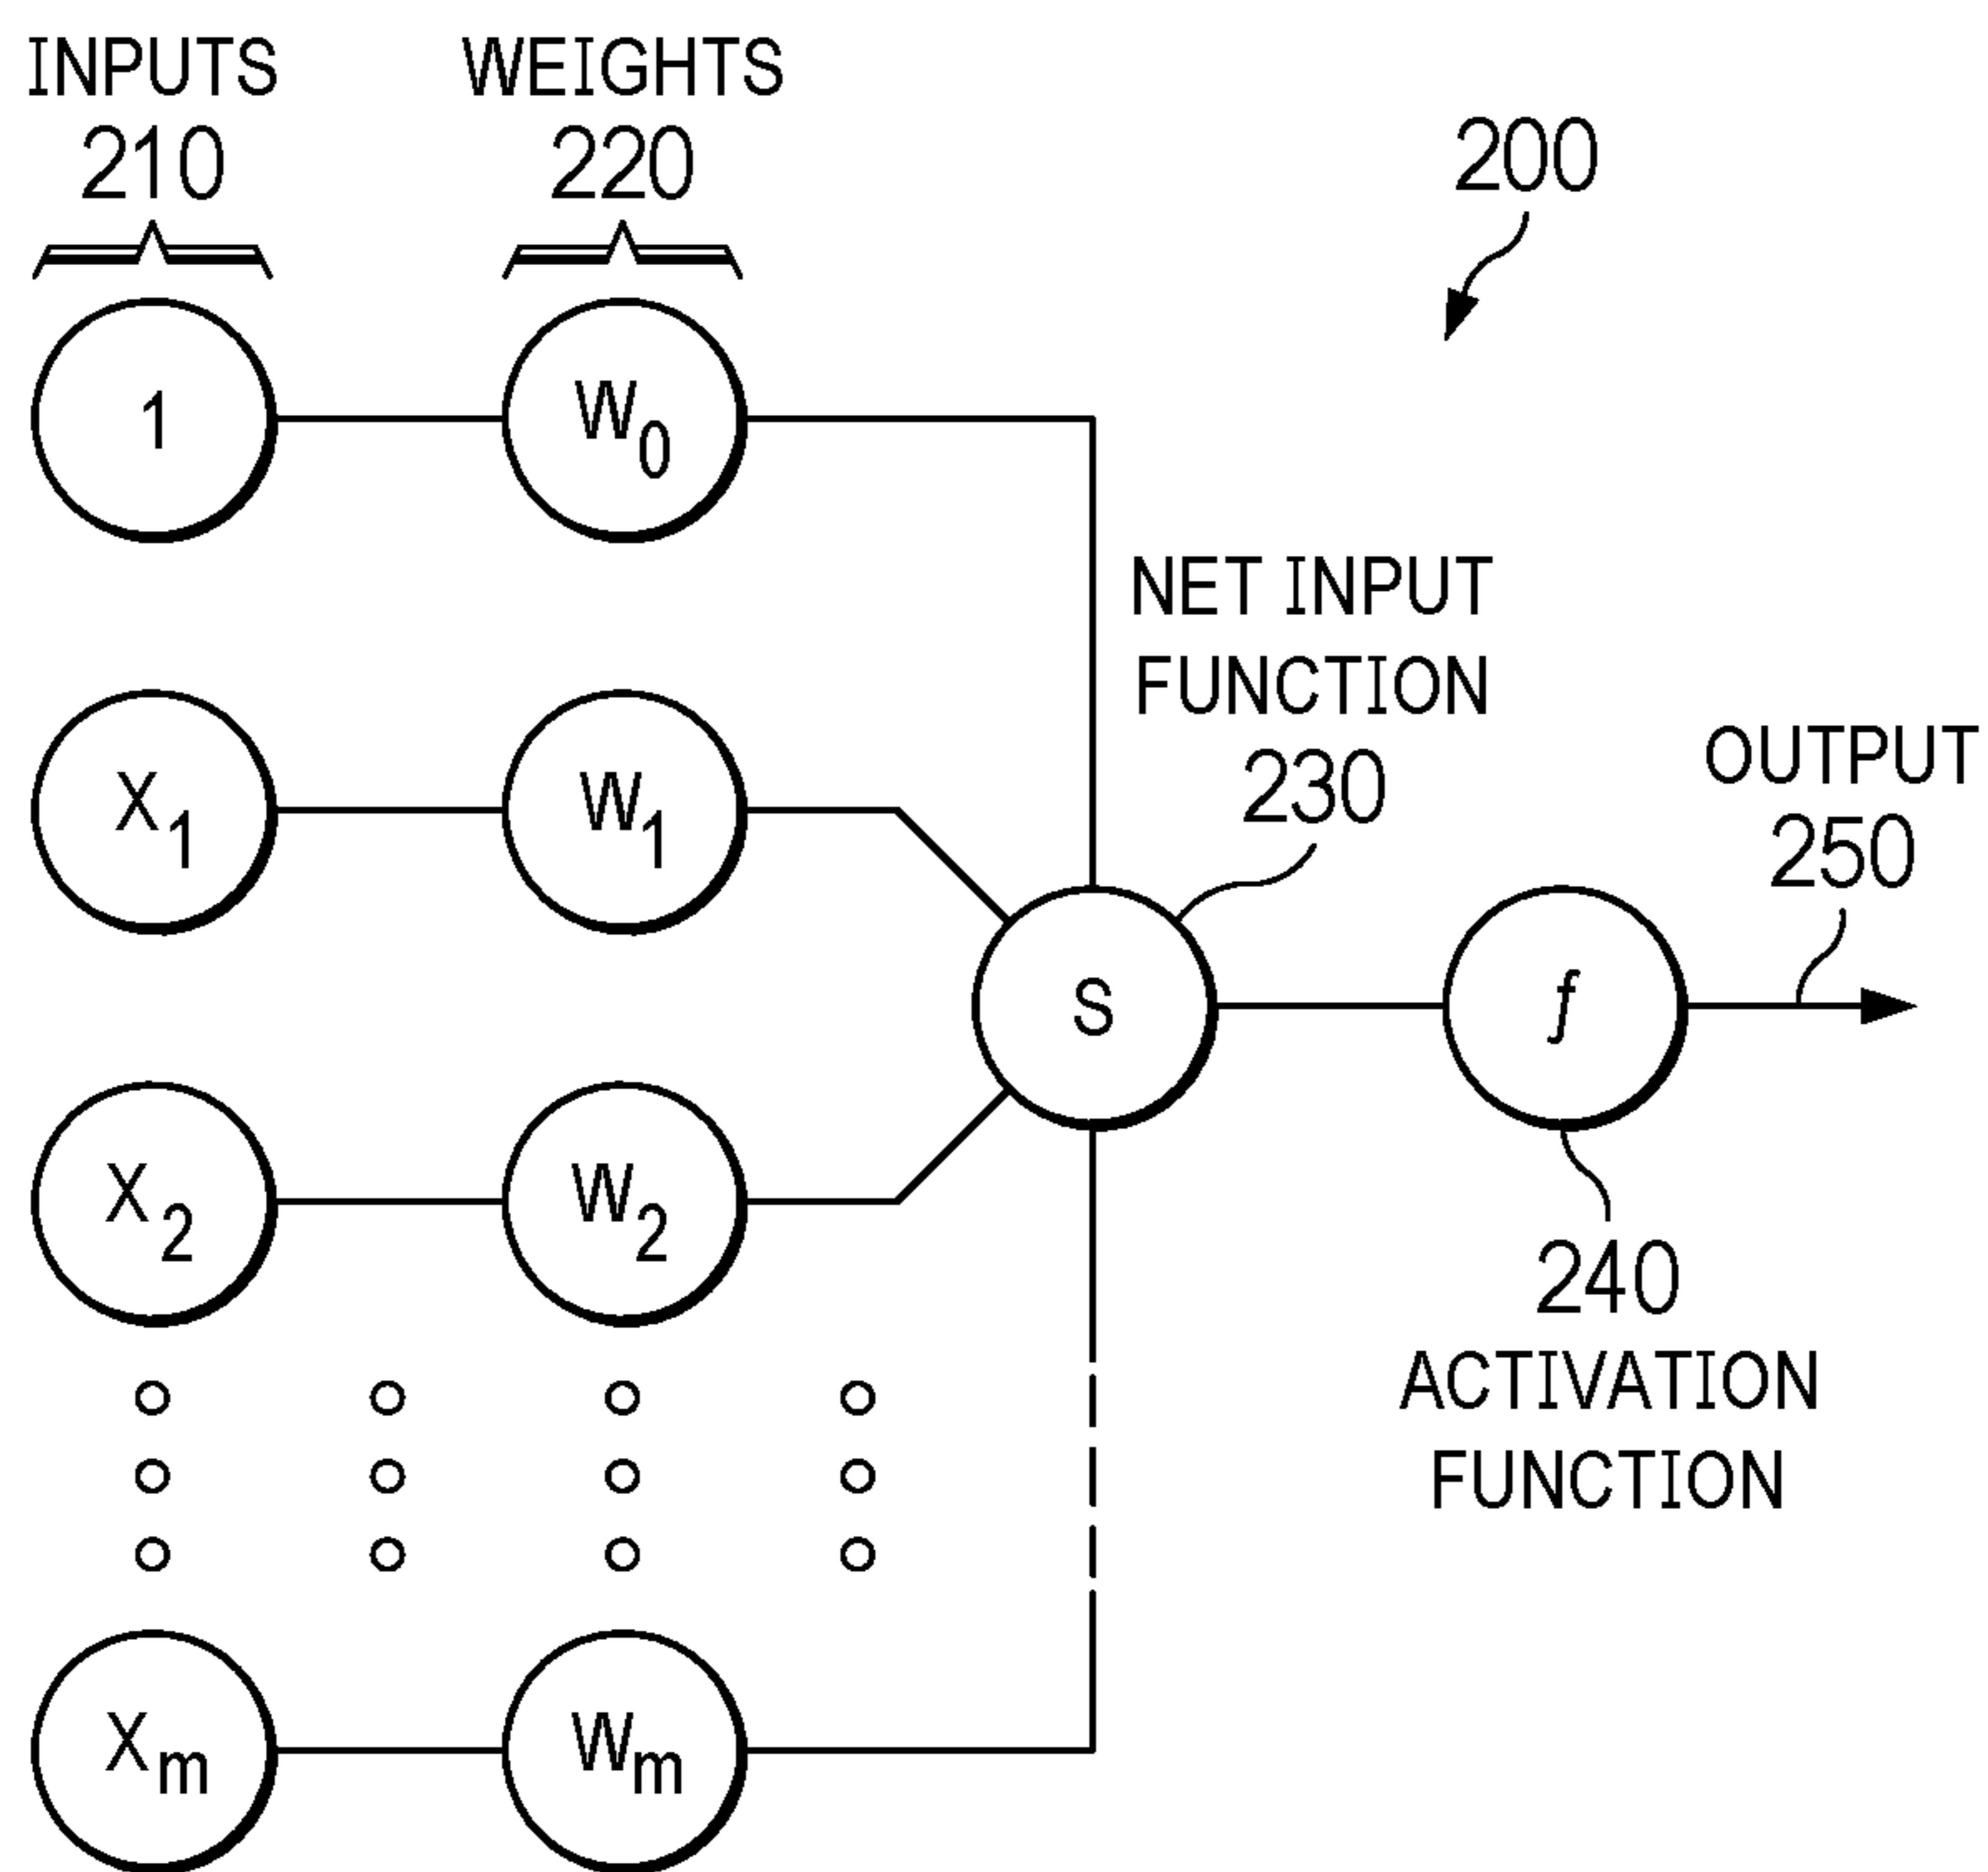 INPUTS
210
WEIGHTS
220
200
1
W0
NET INPUT
FUNCTION
230
X1
W1
OUTPUT
250
S
f
X2
W2
240
ACTIVATION
FUNCTION
Xm
Wm